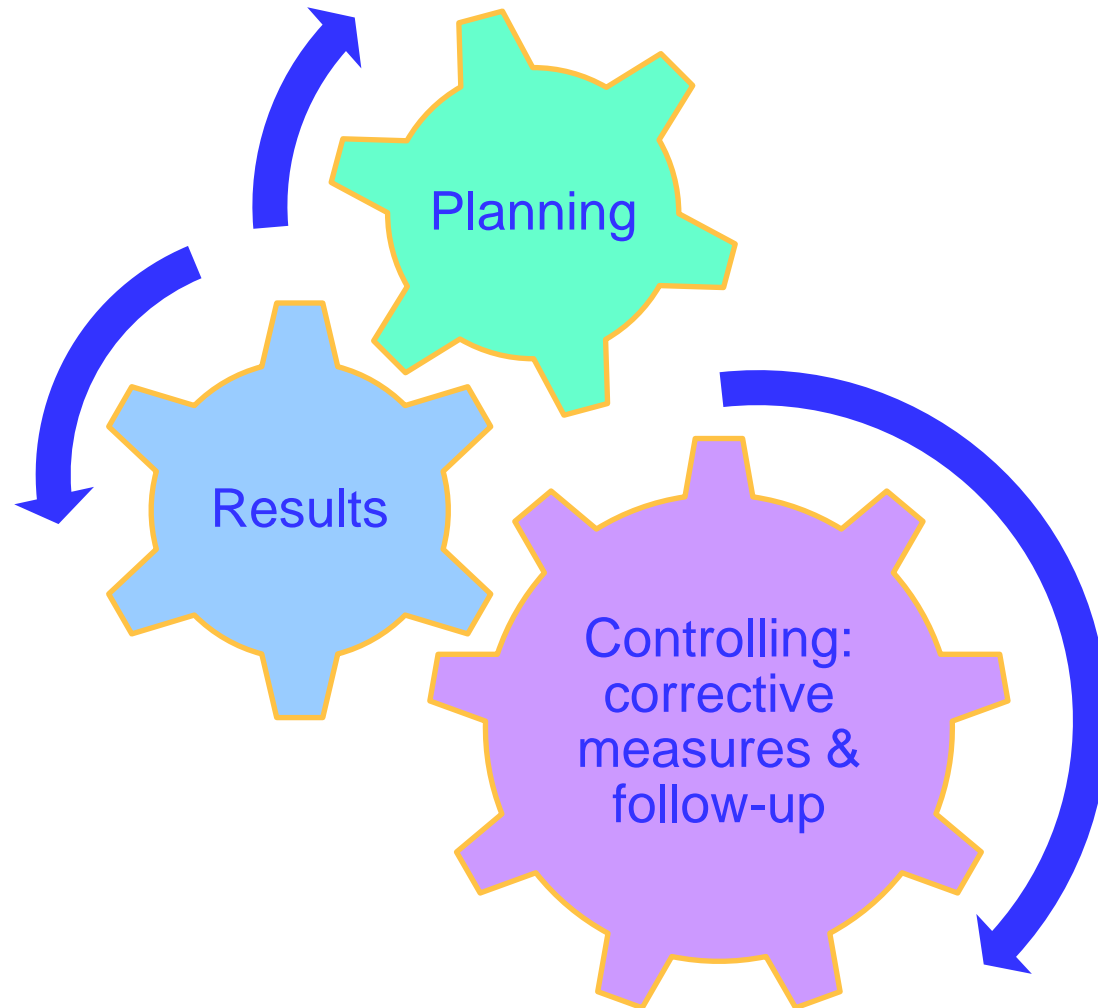 Planning
Results
Controlling:
corrective
measures &
follow-up